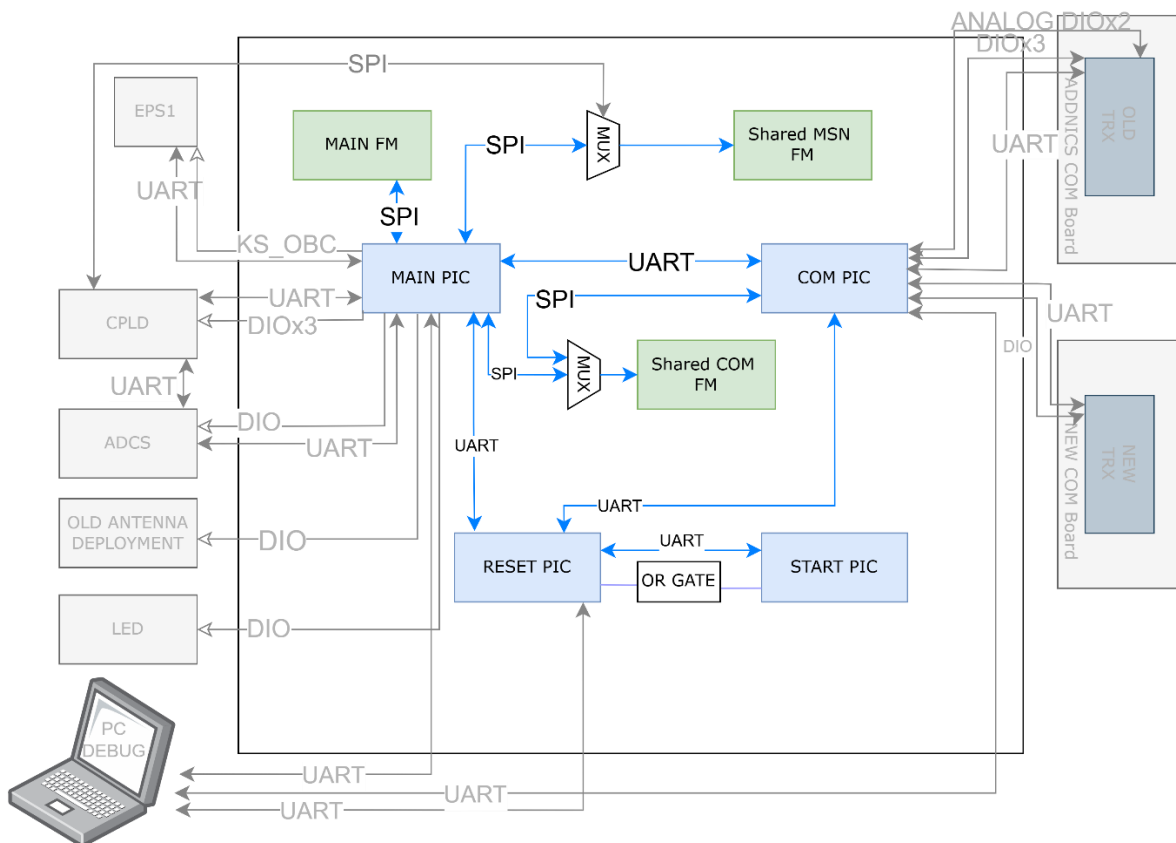 ANALOG DIOx2
DIOx3
SPI
EPS1
MAIN FM
SPI
MUX
Shared MSN
FM
ADDNICS COM Board
OLD
TRX
UART
UART
SPI
KS_OBC
MAIN PIC
UART
COM PIC
UART
CPLD
DIOx3
SPI
UART
DIO
UART
SPI
MUX
Shared COM
FM
NEW COM Board
NEW
TRX
ADCS
DIO
UART
UART
OLD ANTENNA
DEPLOYMENT
DIO
UART
RESET PIC
UART
START PIC
OR GATE
LED
DIO
PC
DEBUG
UART
UART
UART